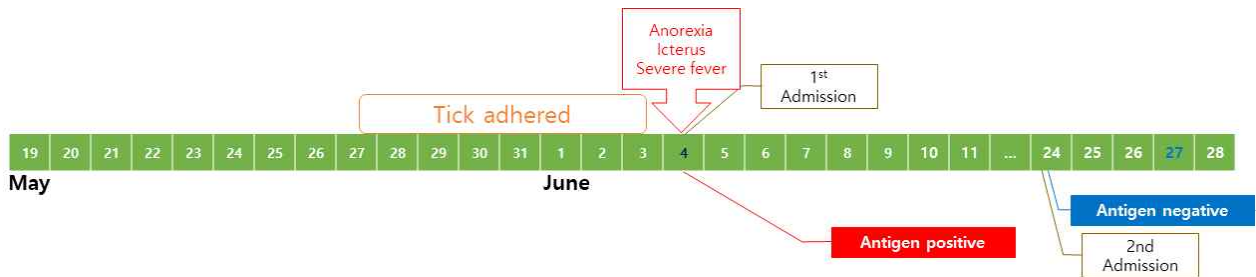 Anorexia
Icterus
Severe fever
1st
Admission
Tick adhered
19 20 21 22 23 24 25 26 27 28 29 30 31 1 2 3 4 5 6 7 8 9 10 11 ... 24 25 26 27 28
May June
Antigen negative
Antigen positive
2nd
Admission